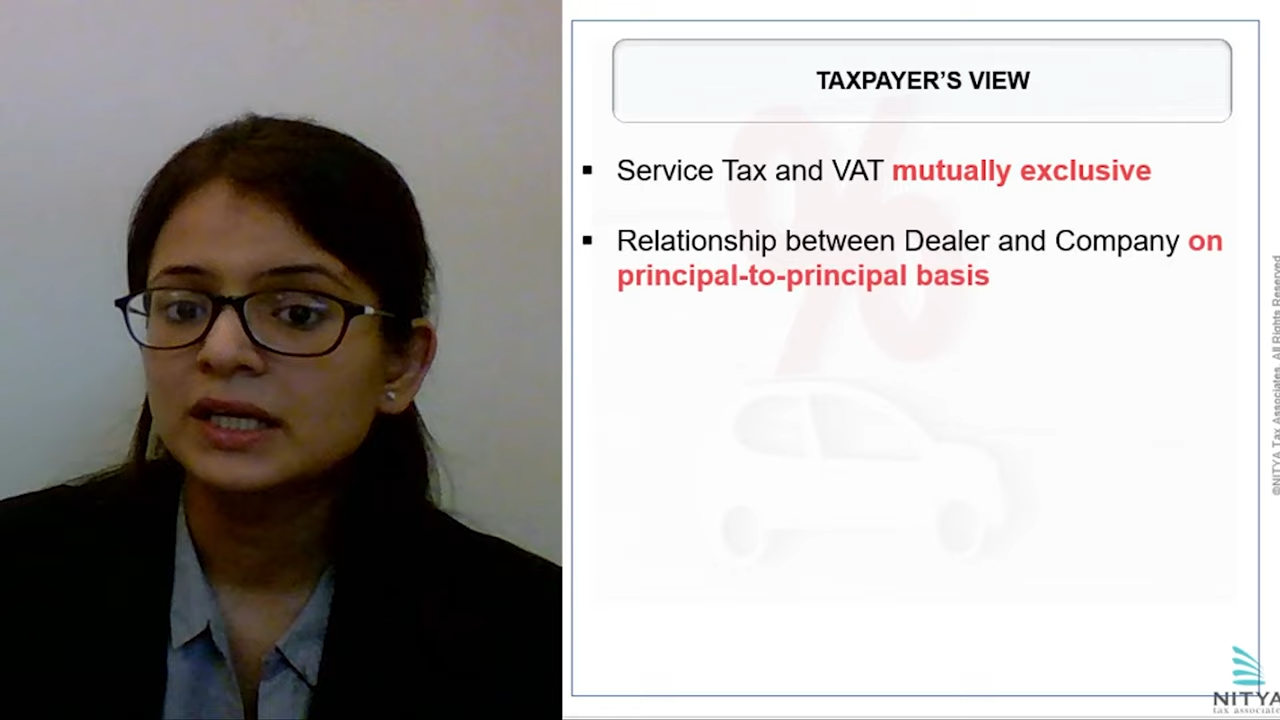 TAXPAYER’S VIEW
▪ Service Tax and VAT mutually exclusive
▪ Relationship between Dealer and Company on
principal-to-principal basis
©NITYA Tax Associates. All Rights Reserved
NITYA
tax associate